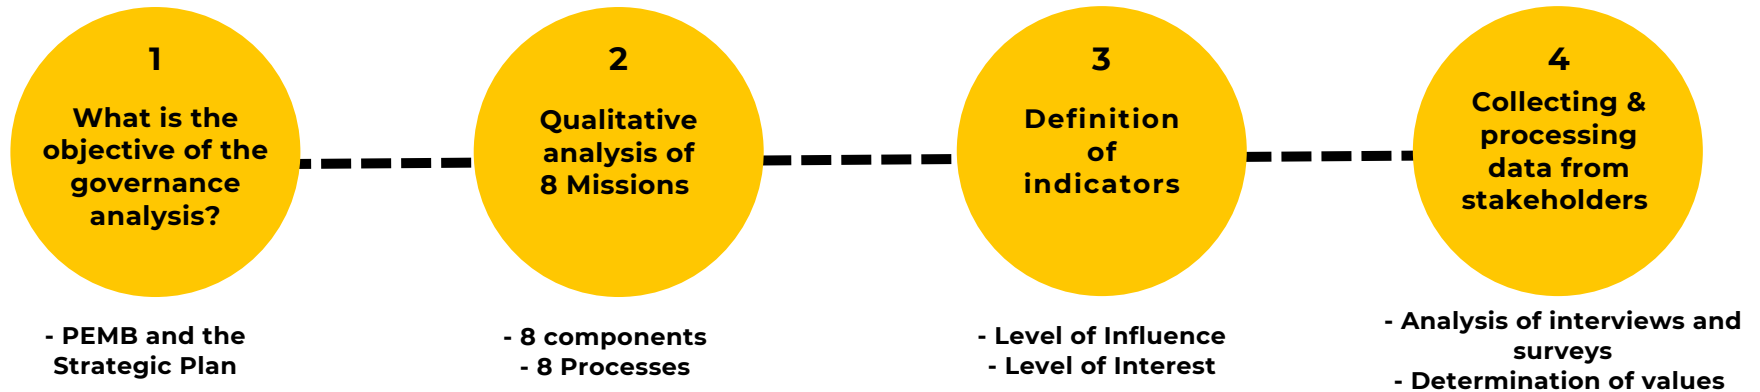 1
What is the
objective of the
governance
analysis?
- PEMB and the
Strategic Plan
2
Qualitative
analysis of
8 Missions
- 8 components
- 8 Processes
3
Definition
of
indicators
- Level of Influence
- Level of Interest
4
Collecting &
processing
data from
stakeholders
- Analysis of interviews and
surveys
- Determination of values